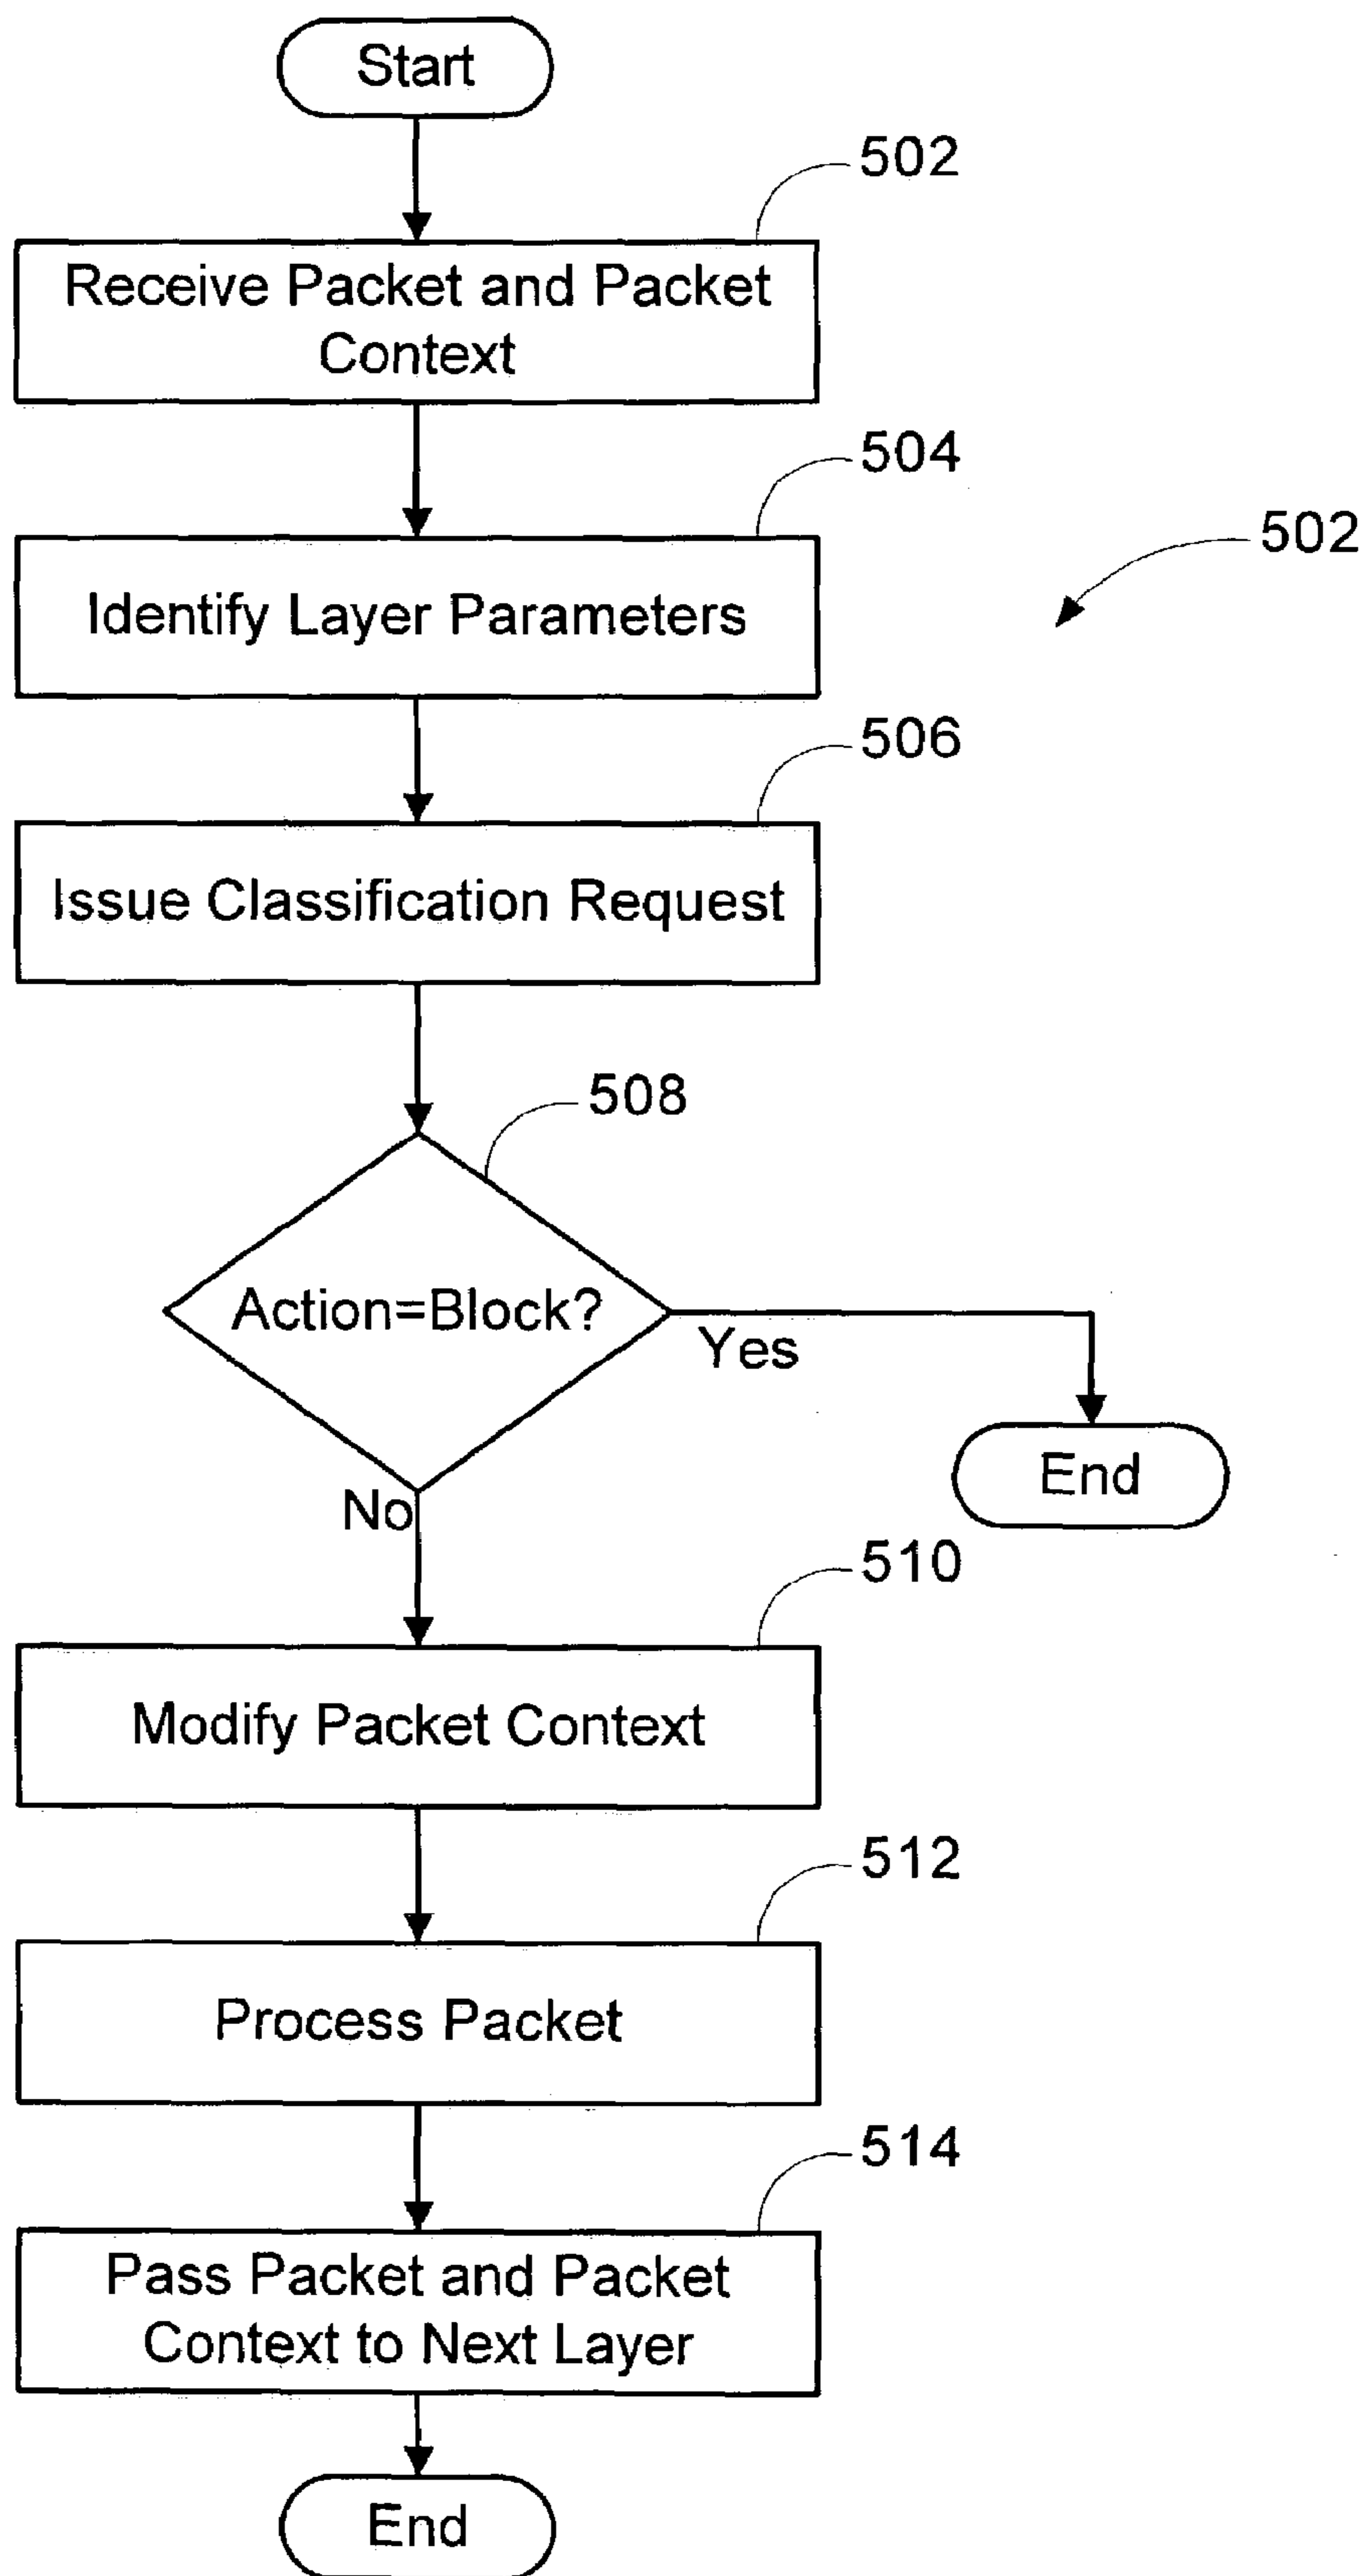 Start
502
Receive Packet and Packet
Context
504
502
Identify Layer Parameters
506
Issue Classification Request
508
Action=Block?
Yes
End
No
510
Modify Packet Context
512
Process Packet
514
Pass Packet and Packet
Context to Next Layer
End